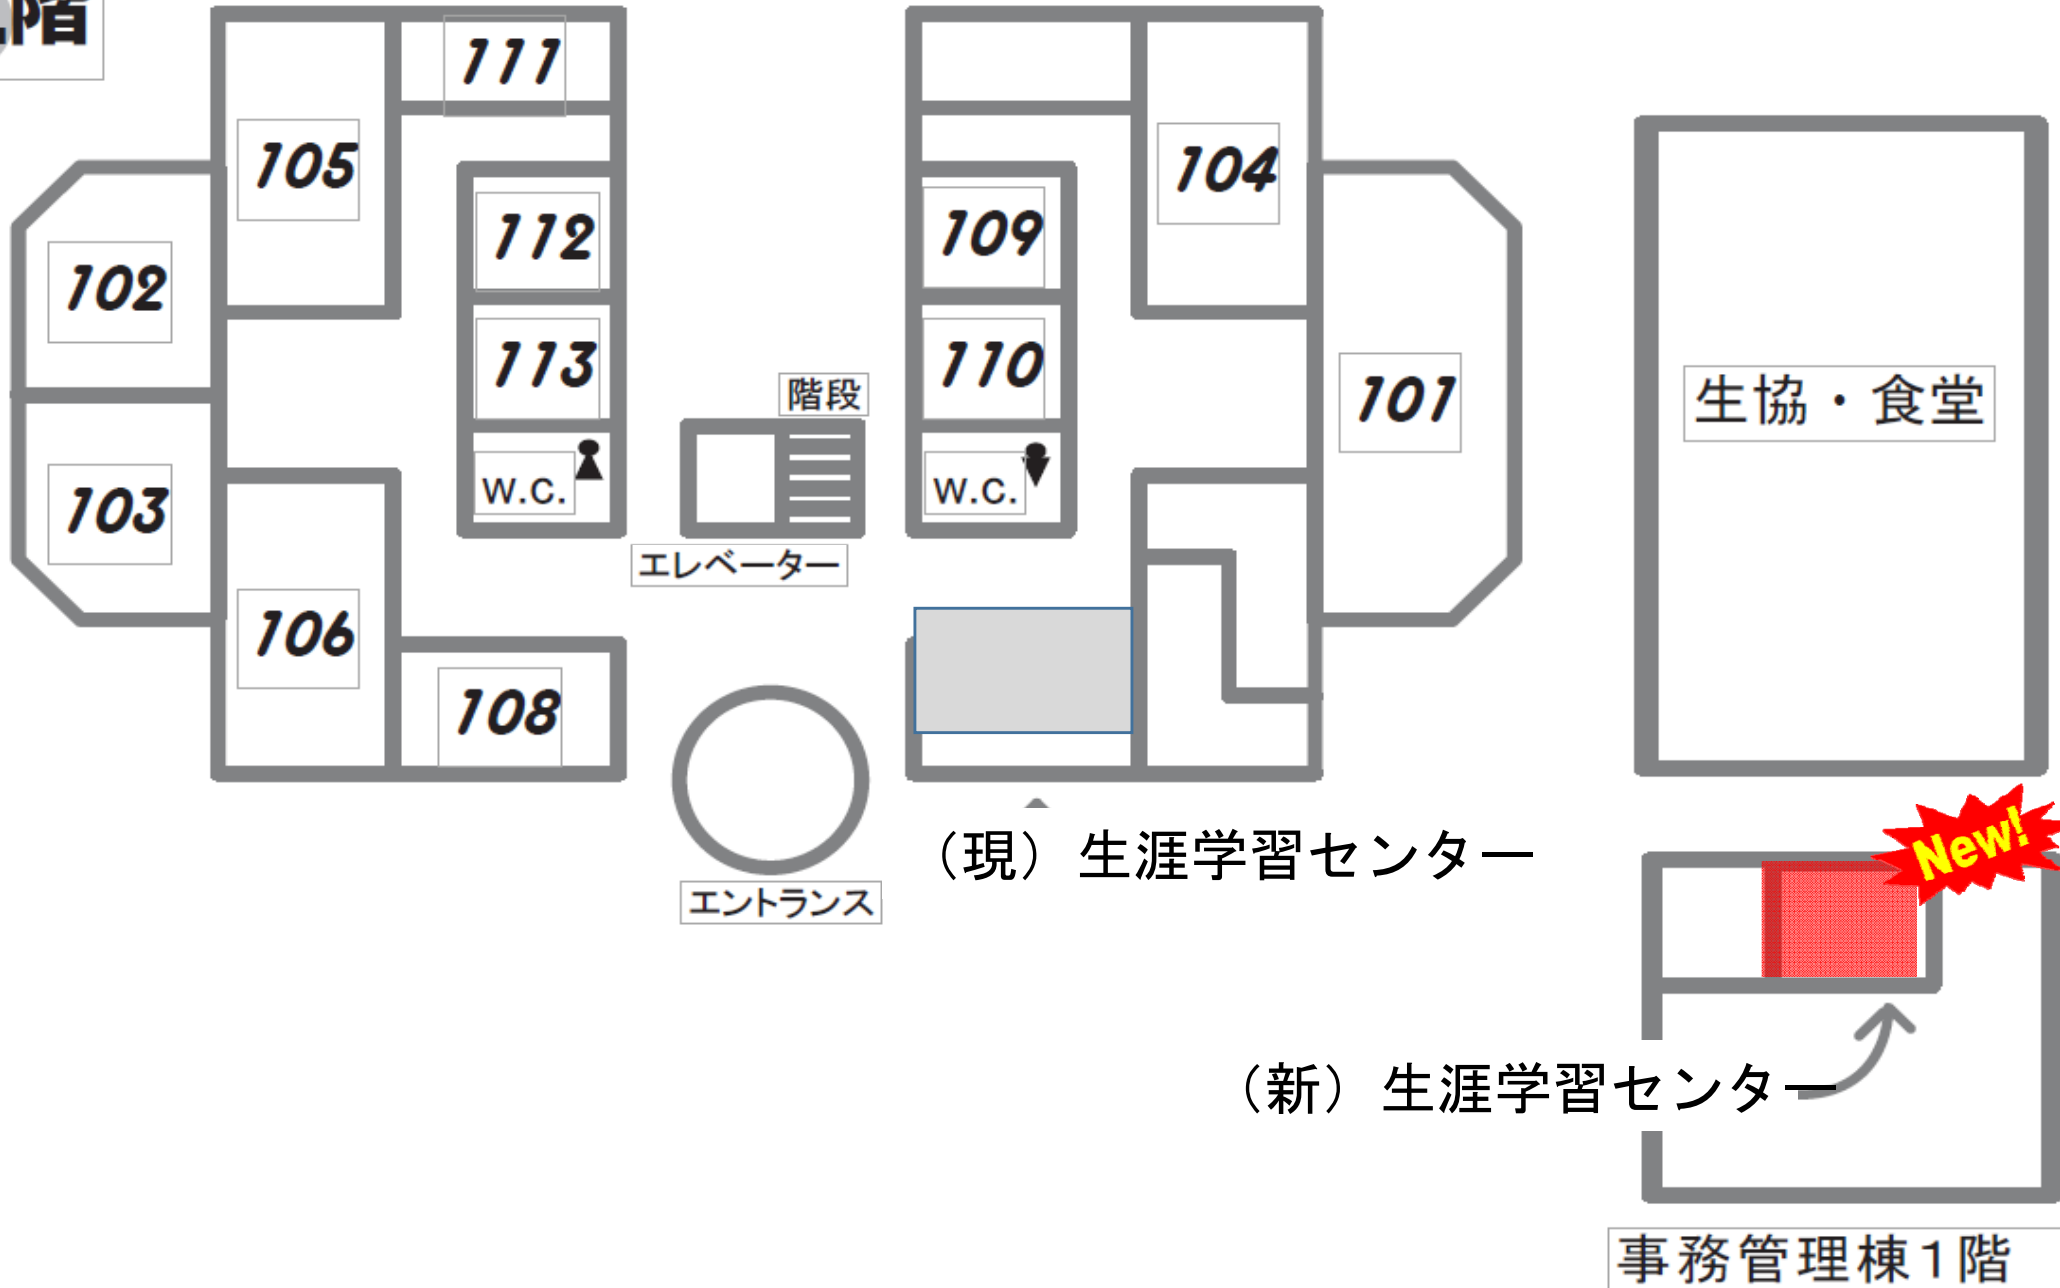 階
111
105
104
112
109
102
113
110
階段
101
生協・食堂
103
w.c.
w.c.
エレベーター
106
108
New!
（現）生涯学習センター
エントランス
（新）生涯学習センター
事務管理棟1階